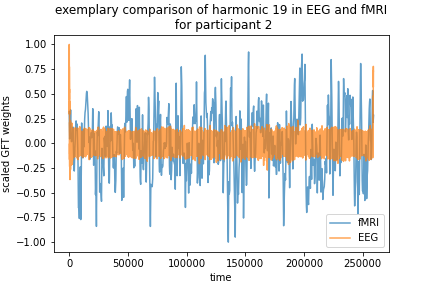 exemplary comparison of harmonic 19 in EEG and fMRI
for participant 2
scaled GFT weights
1.00
0.75
0.50
0.25
0.00
−0.25
−0.50
−0.75
−1.00
fMRI
EEG
0 50000 100000 150000 200000 250000
time